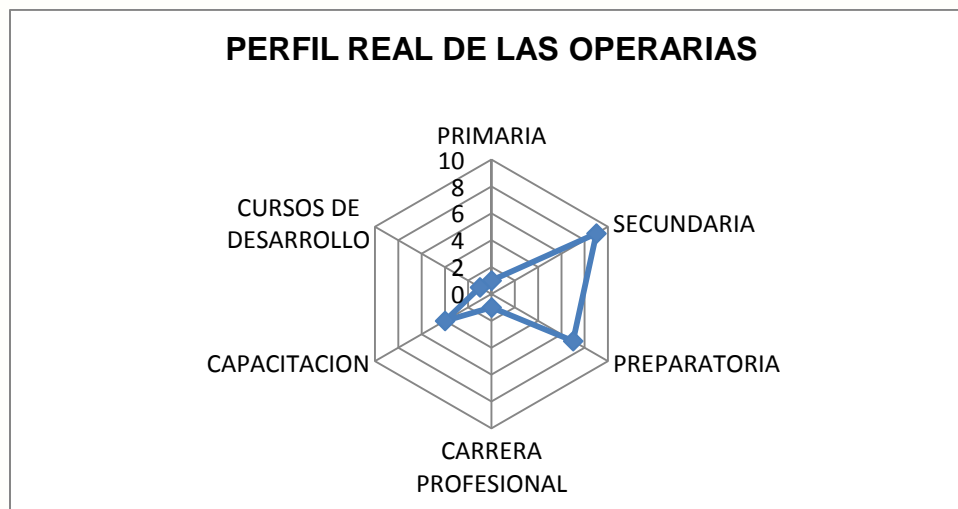 PERFIL REAL DE LAS OPERARIAS
PRIMARIA
10
8
6
4
2
0
SECUNDARIA
PREPARATORIA
CARRERA
PROFESIONAL
CAPACITACION
CURSOS DE
DESARROLLO